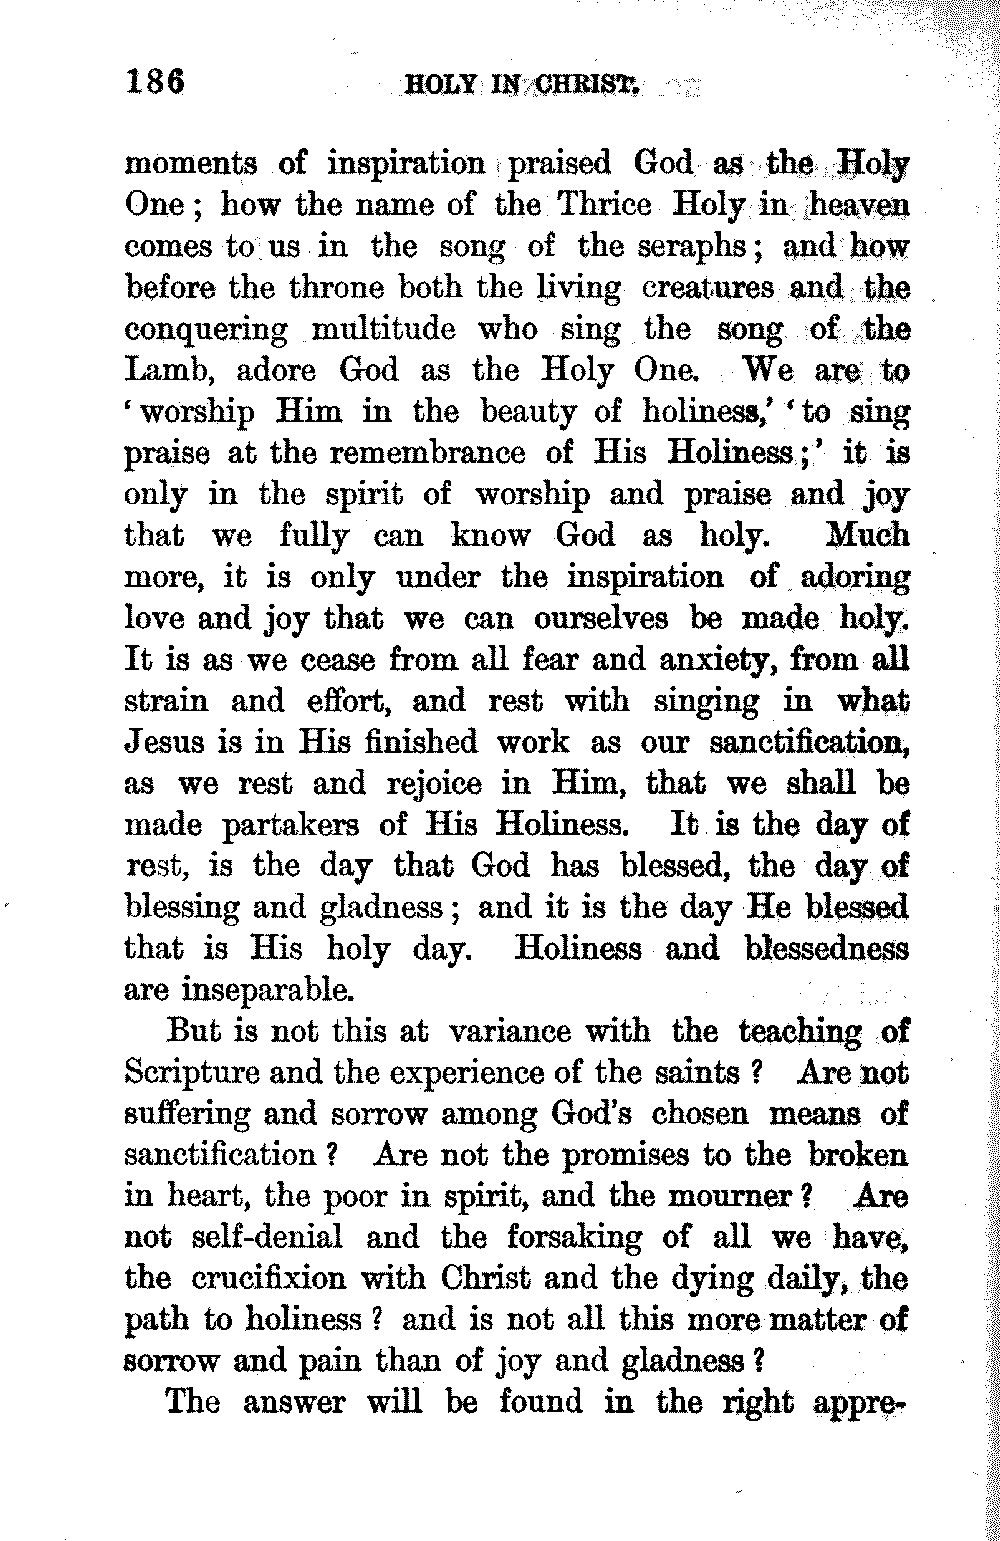 186 HOLY IN CHRIST.
moments of inspiration praised God as the Holy
One ; how the name of the Thrice Holy in heaven
comes to us in the song of the seraphs ; and how
before the throne both the living creatures and the
conquering multitude who sing the song of the
Lamb, adore God as the Holy One. We are to
‘ worship Him in the beauty of holiness,’ ‘ to sing
praise at the remembrance of His Holiness ;’ it is
only in the spirit of worship and praise and joy
that we fully can know God as holy. Much
more, it is only under the inspiration of adoring
love and joy that we can ourselves be made holy.
It is as we cease from all fear and anxiety, from all
strain and effort, and rest with singing in what
Jesus is in His finished work as our sanctification,
as we rest and rejoice in Him, that we shall be
made partakers of His Holiness. It is the day of
rest, is the day that God has blessed, the day of
blessing and gladness ; and it is the day He blessed
that is His holy day. Holiness and blessedness
are inseparable.
But is not this at variance with the teaching of
Scripture and the experience of the saints ? Are not
suffering and sorrow among God's chosen means of
sanctification ? Are not the promises to the broken
in heart, the poor in spirit, and the mourner ? Are
not self-denial and the forsaking of all we have,
the crucifixion with Christ and the dying daily, the
path to holiness ? and is not all this more matter of
sorrow and pain than of joy and gladness ?
The answer will be found in the right appre-